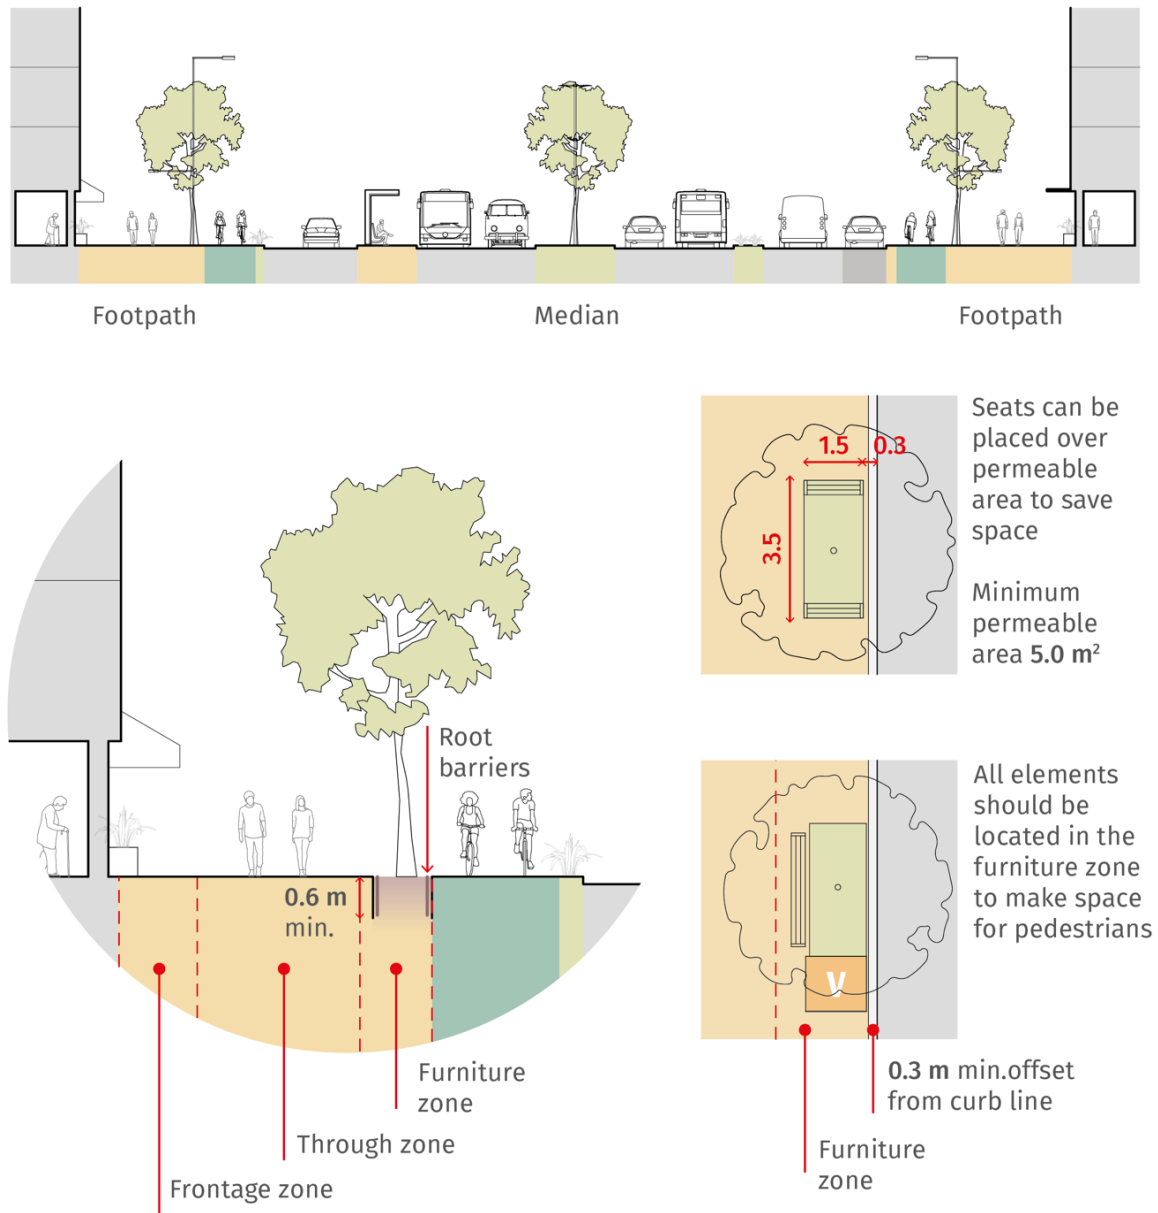 Footpath
Median
Footpath
1.5
0.3
3.5
Seats can be
placed over
permeable
area to save
space
Minimum
permeable
area 5.0 m²
Root
barriers
0.6 m
min.
Furniture
zone
Through zone
Frontage zone
V
All elements
should be
located in the
furniture zone
to make space
for pedestrians
0.3 m min.offset
from curb line
Furniture
zone